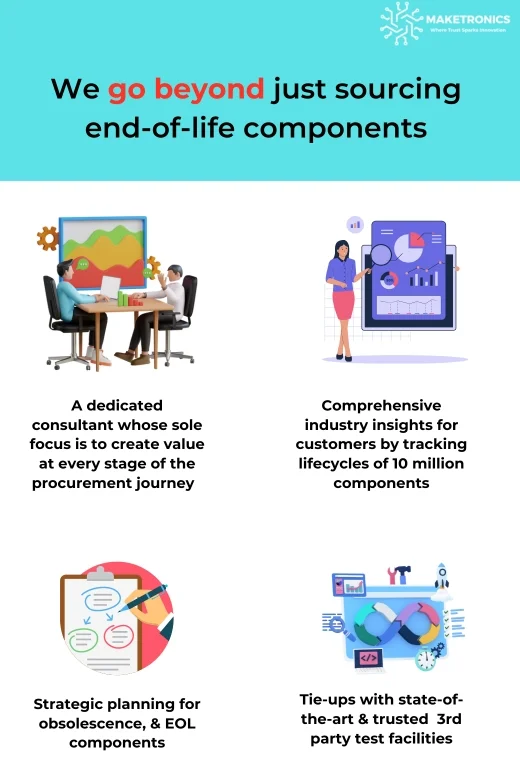 MAKETRONICS
Where Trust Sparks Innovation
We go beyond just sourcing
end-of-life components
A dedicated
consultant whose sole
focus is to create value
at every stage of the
procurement journey
Comprehensive
industry insights for
customers by tracking
lifecycles of 10 million
components
Strategic planning for
obsolescence, & EOL
components
Tie-ups with state-of-
the-art & trusted 3rd
party test facilities